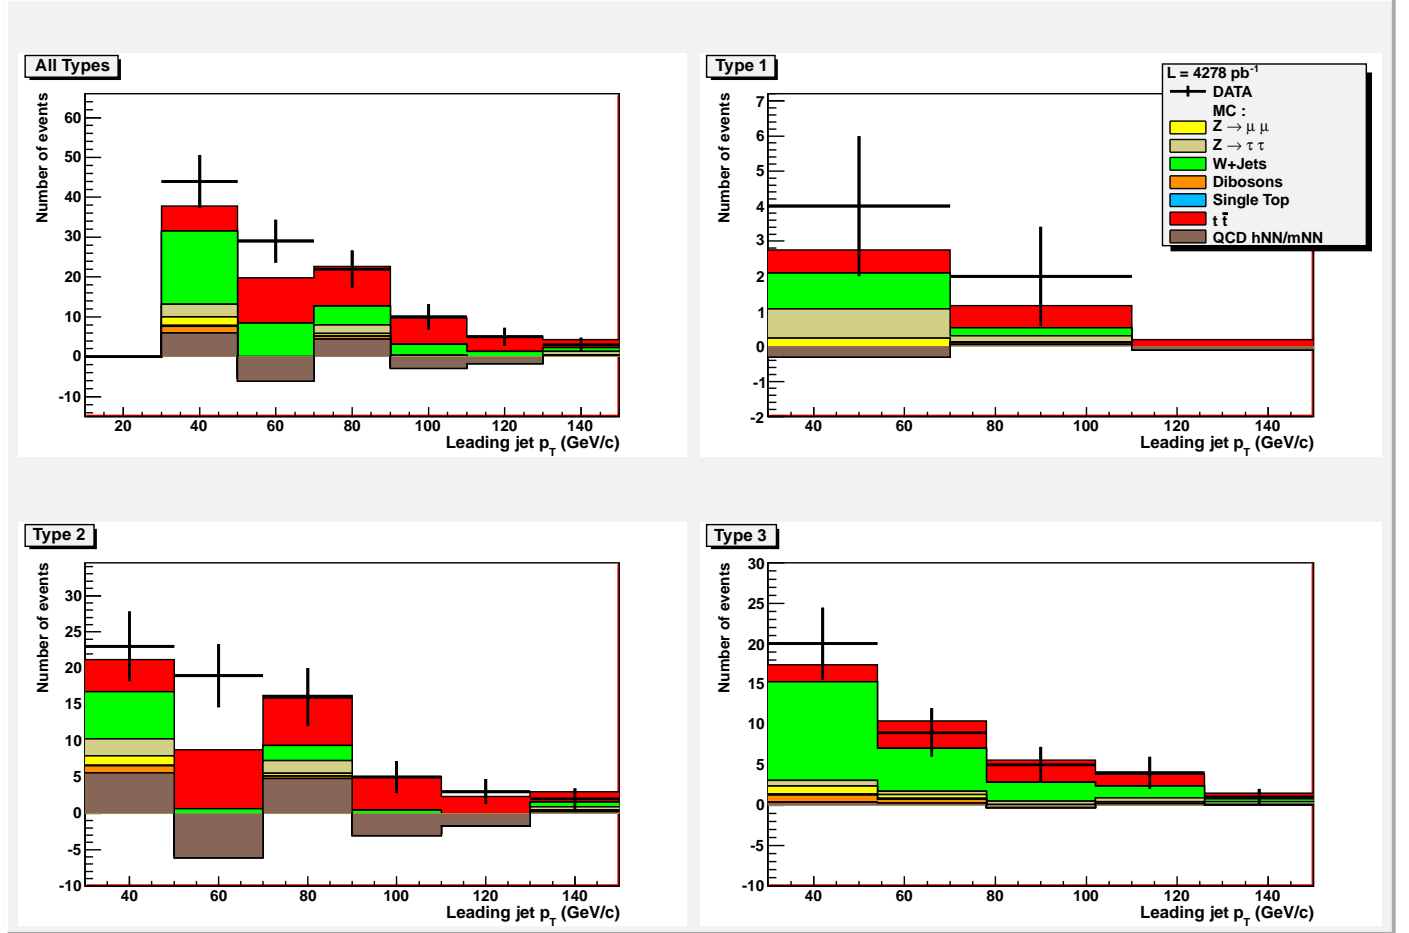 All Types
Number of events
60
50
40
30
20
10
0
-10
20 40 60 80 100 120 140
Leading jet p_T (GeV/c)
Type 1
Number of events
7
6
5
4
3
2
1
0
-1
-2
40 60 80 100 120 140
Leading jet p_T (GeV/c)
L = 4278 pb⁻¹
DATA
MC :
Z → μ μ
Z → τ τ
W+Jets
Dibosons
Single Top
t t̄
QCD hNN/mNN
Type 2
Number of events
30
25
20
15
10
5
0
-5
-10
40 60 80 100 120 140
Leading jet p_T (GeV/c)
Type 3
Number of events
30
25
20
15
10
5
0
-5
-10
40 60 80 100 120 140
Leading jet p_T (GeV/c)